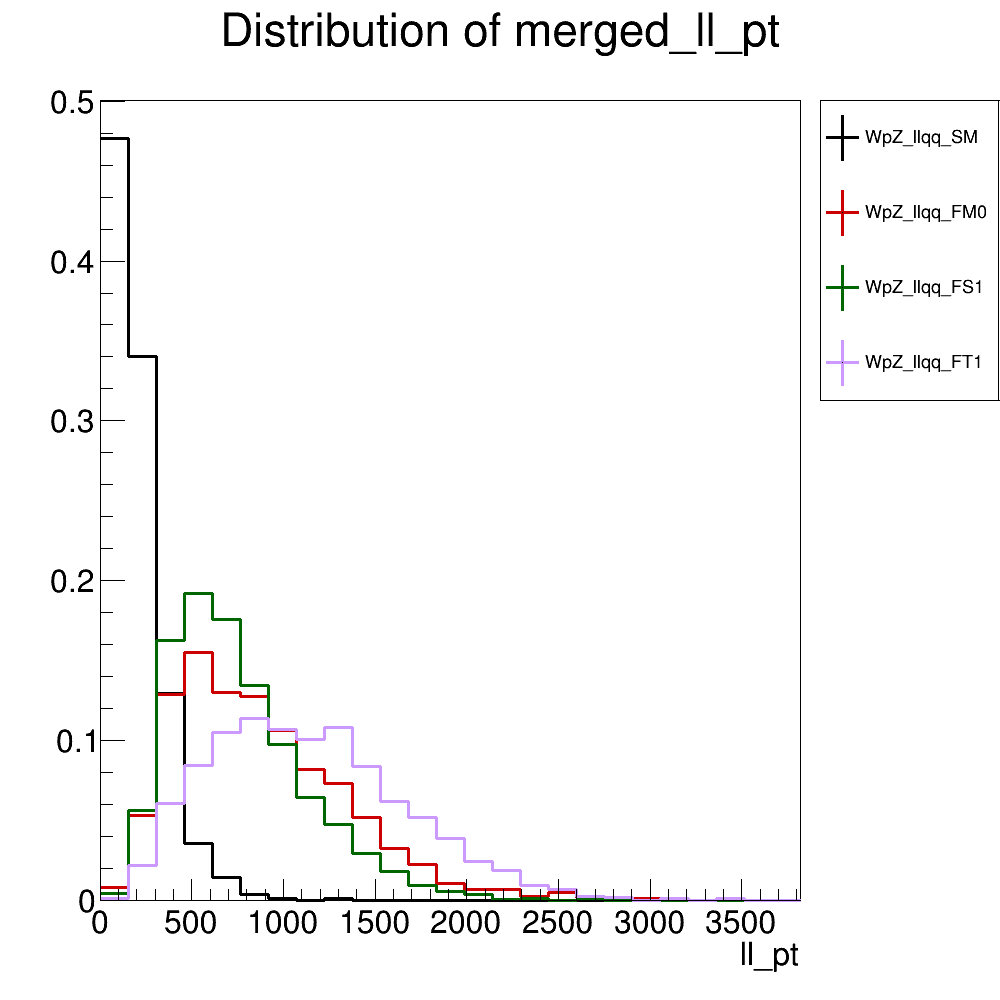 Distribution of merged_ll_pt
0.5
0.4
0.3
0.2
0.1
0
0 500 1000 1500 2000 2500 3000 3500
ll_pt
WpZ_llqq_SM
WpZ_llqq_FM0
WpZ_llqq_FS1
WpZ_llqq_FT1